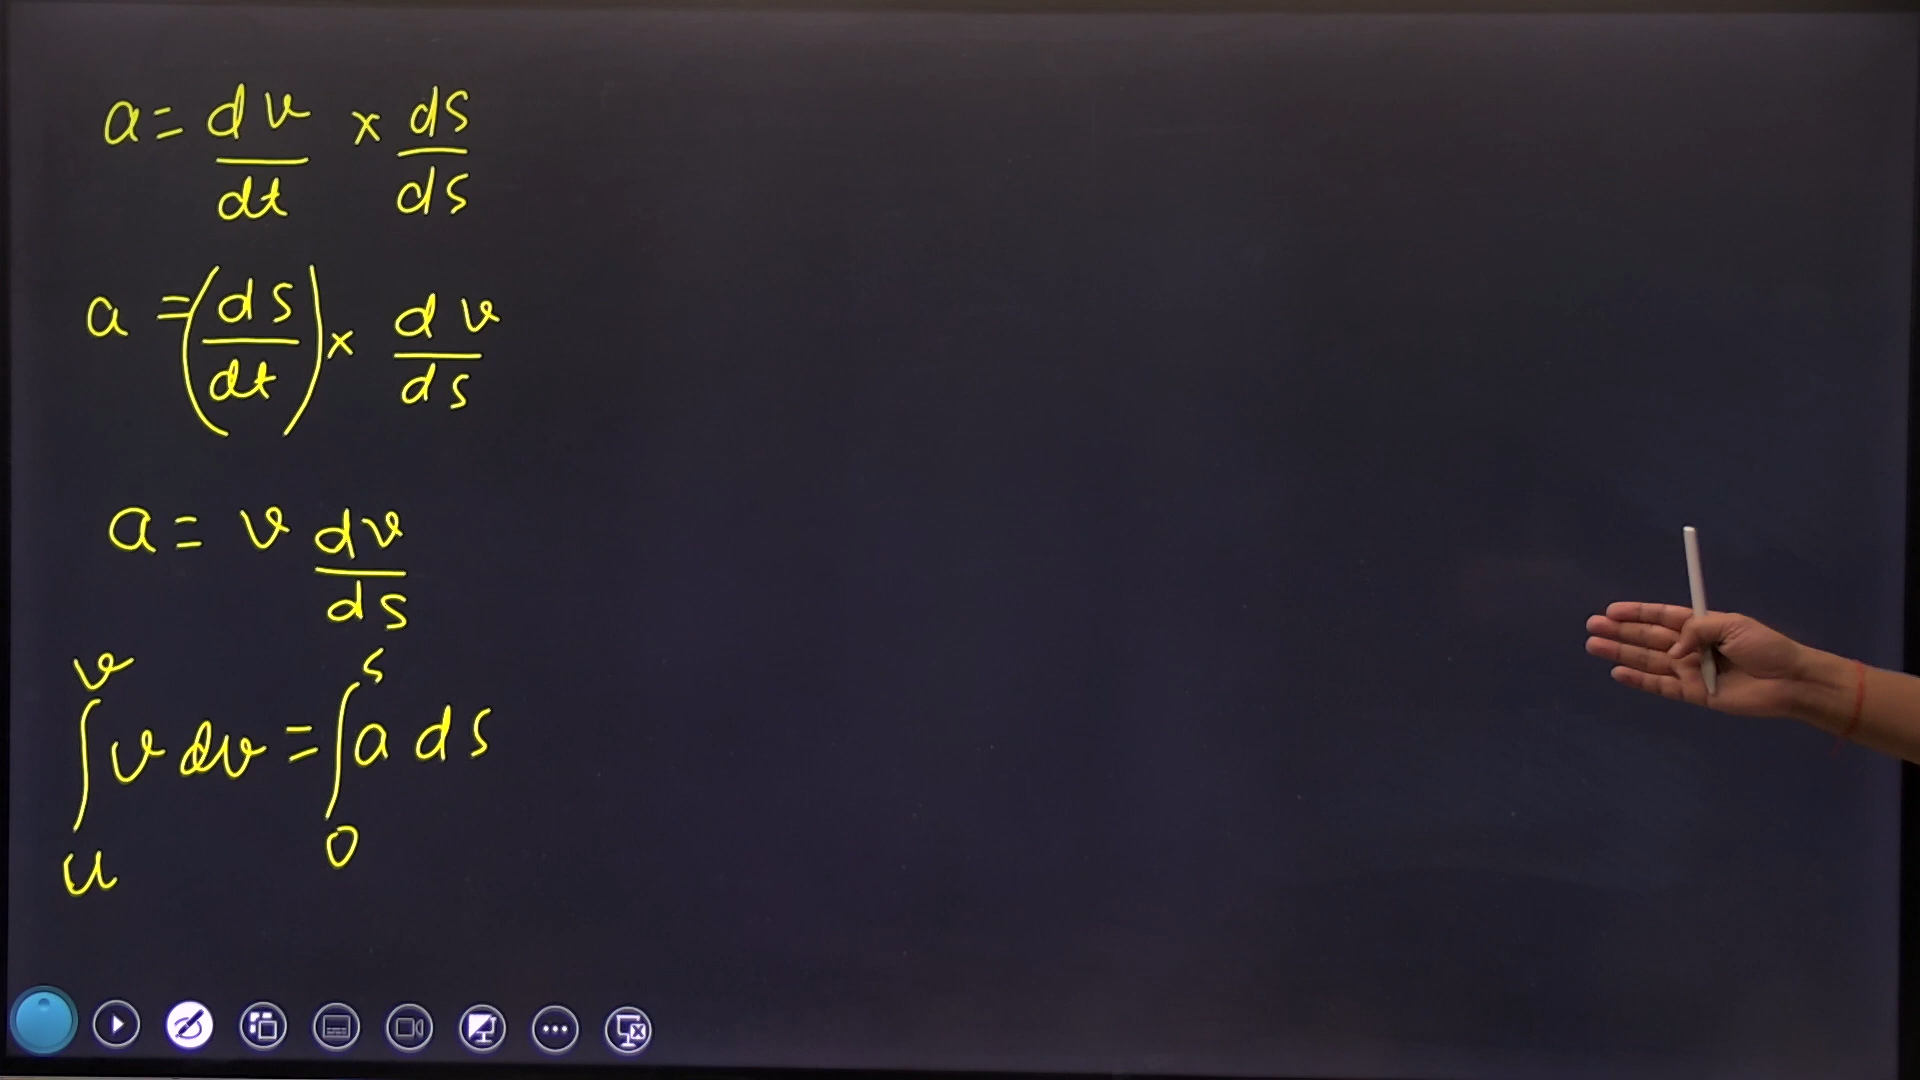 a = dv/dt × ds/ds
a = (ds/dt) × dv/ds
a = v dv/ds
∫_u^v v dv = ∫_0^s a ds